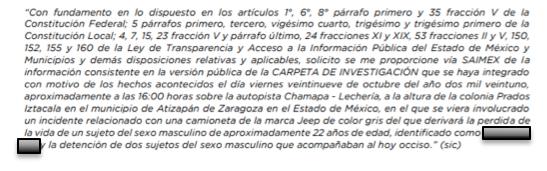 “Con fundamento en lo dispuesto en los artículos 1°, 6°, 8° párrafo primero y 35 fracción V de la
Constitución Federal; 5 párrafos primero, tercero, vigésimo cuarto, trigésimo y trigésimo primero de la
Constitución Local; 4, 7, 15, 23 fracción V y párrafo último, 24 fracciones XI y XIX, 53 fracciones II y V, 150,
152, 155 y 160 de la Ley de Transparencia y Acceso a la Información Pública del Estado de México y
Municipios y demás disposiciones relativas y aplicables, solicito se me proporcione vía SAIMEX de la
información consistente en la versión pública de la CARPETA DE INVESTIGACIÓN que se haya integrado
con motivo de los hechos acontecidos el día viernes veintinueve de octubre del año dos mil veintuno,
aproximadamente a las 16:00 horas sobre la autopista Chamapa - Lechería, a la altura de la colonia Prados
Iztacala en el municipio de Atizapán de Zaragoza en el Estado de México, en el que se viera involucrado
un incidente relacionado con una camioneta de la marca Jeep de color gris del que derivará la perdida de
la vida de un sujeto del sexo masculino de aproximadamente 22 años de edad, identificado como
y la detención de dos sujetos del sexo masculino que acompañaban al hoy occiso.” (sic)